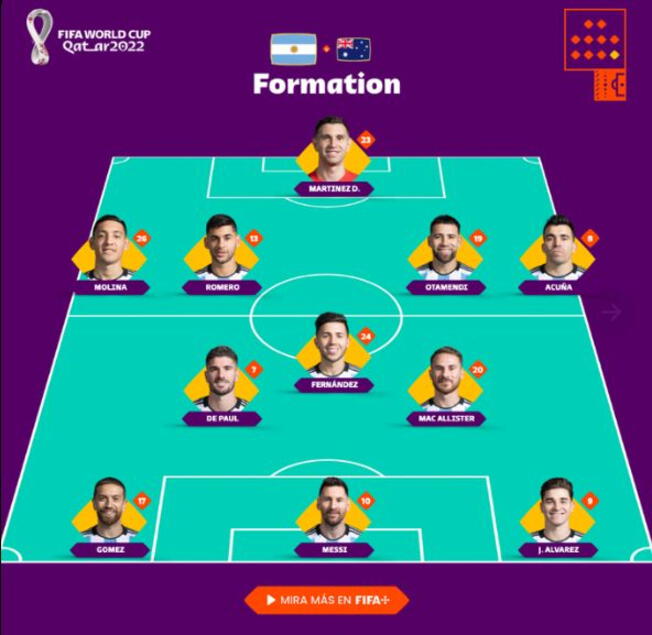 FIFA WORLD CUP
Qatar2022
Formation
23
MARTINEZ D.
26
13
19
8
MOLINA
ROMERO
OTAMENDI
ACUÑA
24
FERNÁNDEZ
7
20
DE PAUL
MAC ALLISTER
17
10
9
GOMEZ
MESSI
J. ALVAREZ
MIRA MÁS EN FIFA+